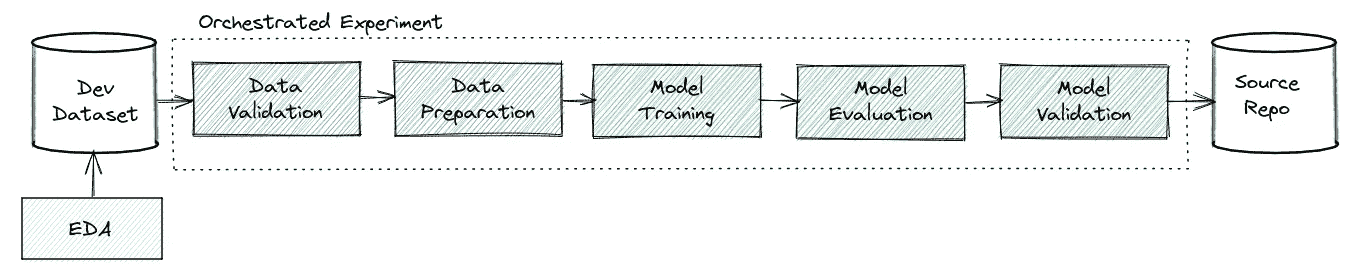 Orchestrated Experiment
Dev
Dataset
Data
Validation
Data
Preparation
Model
Training
Model
Evaluation
Model
Validation
Source
Repo
EDA